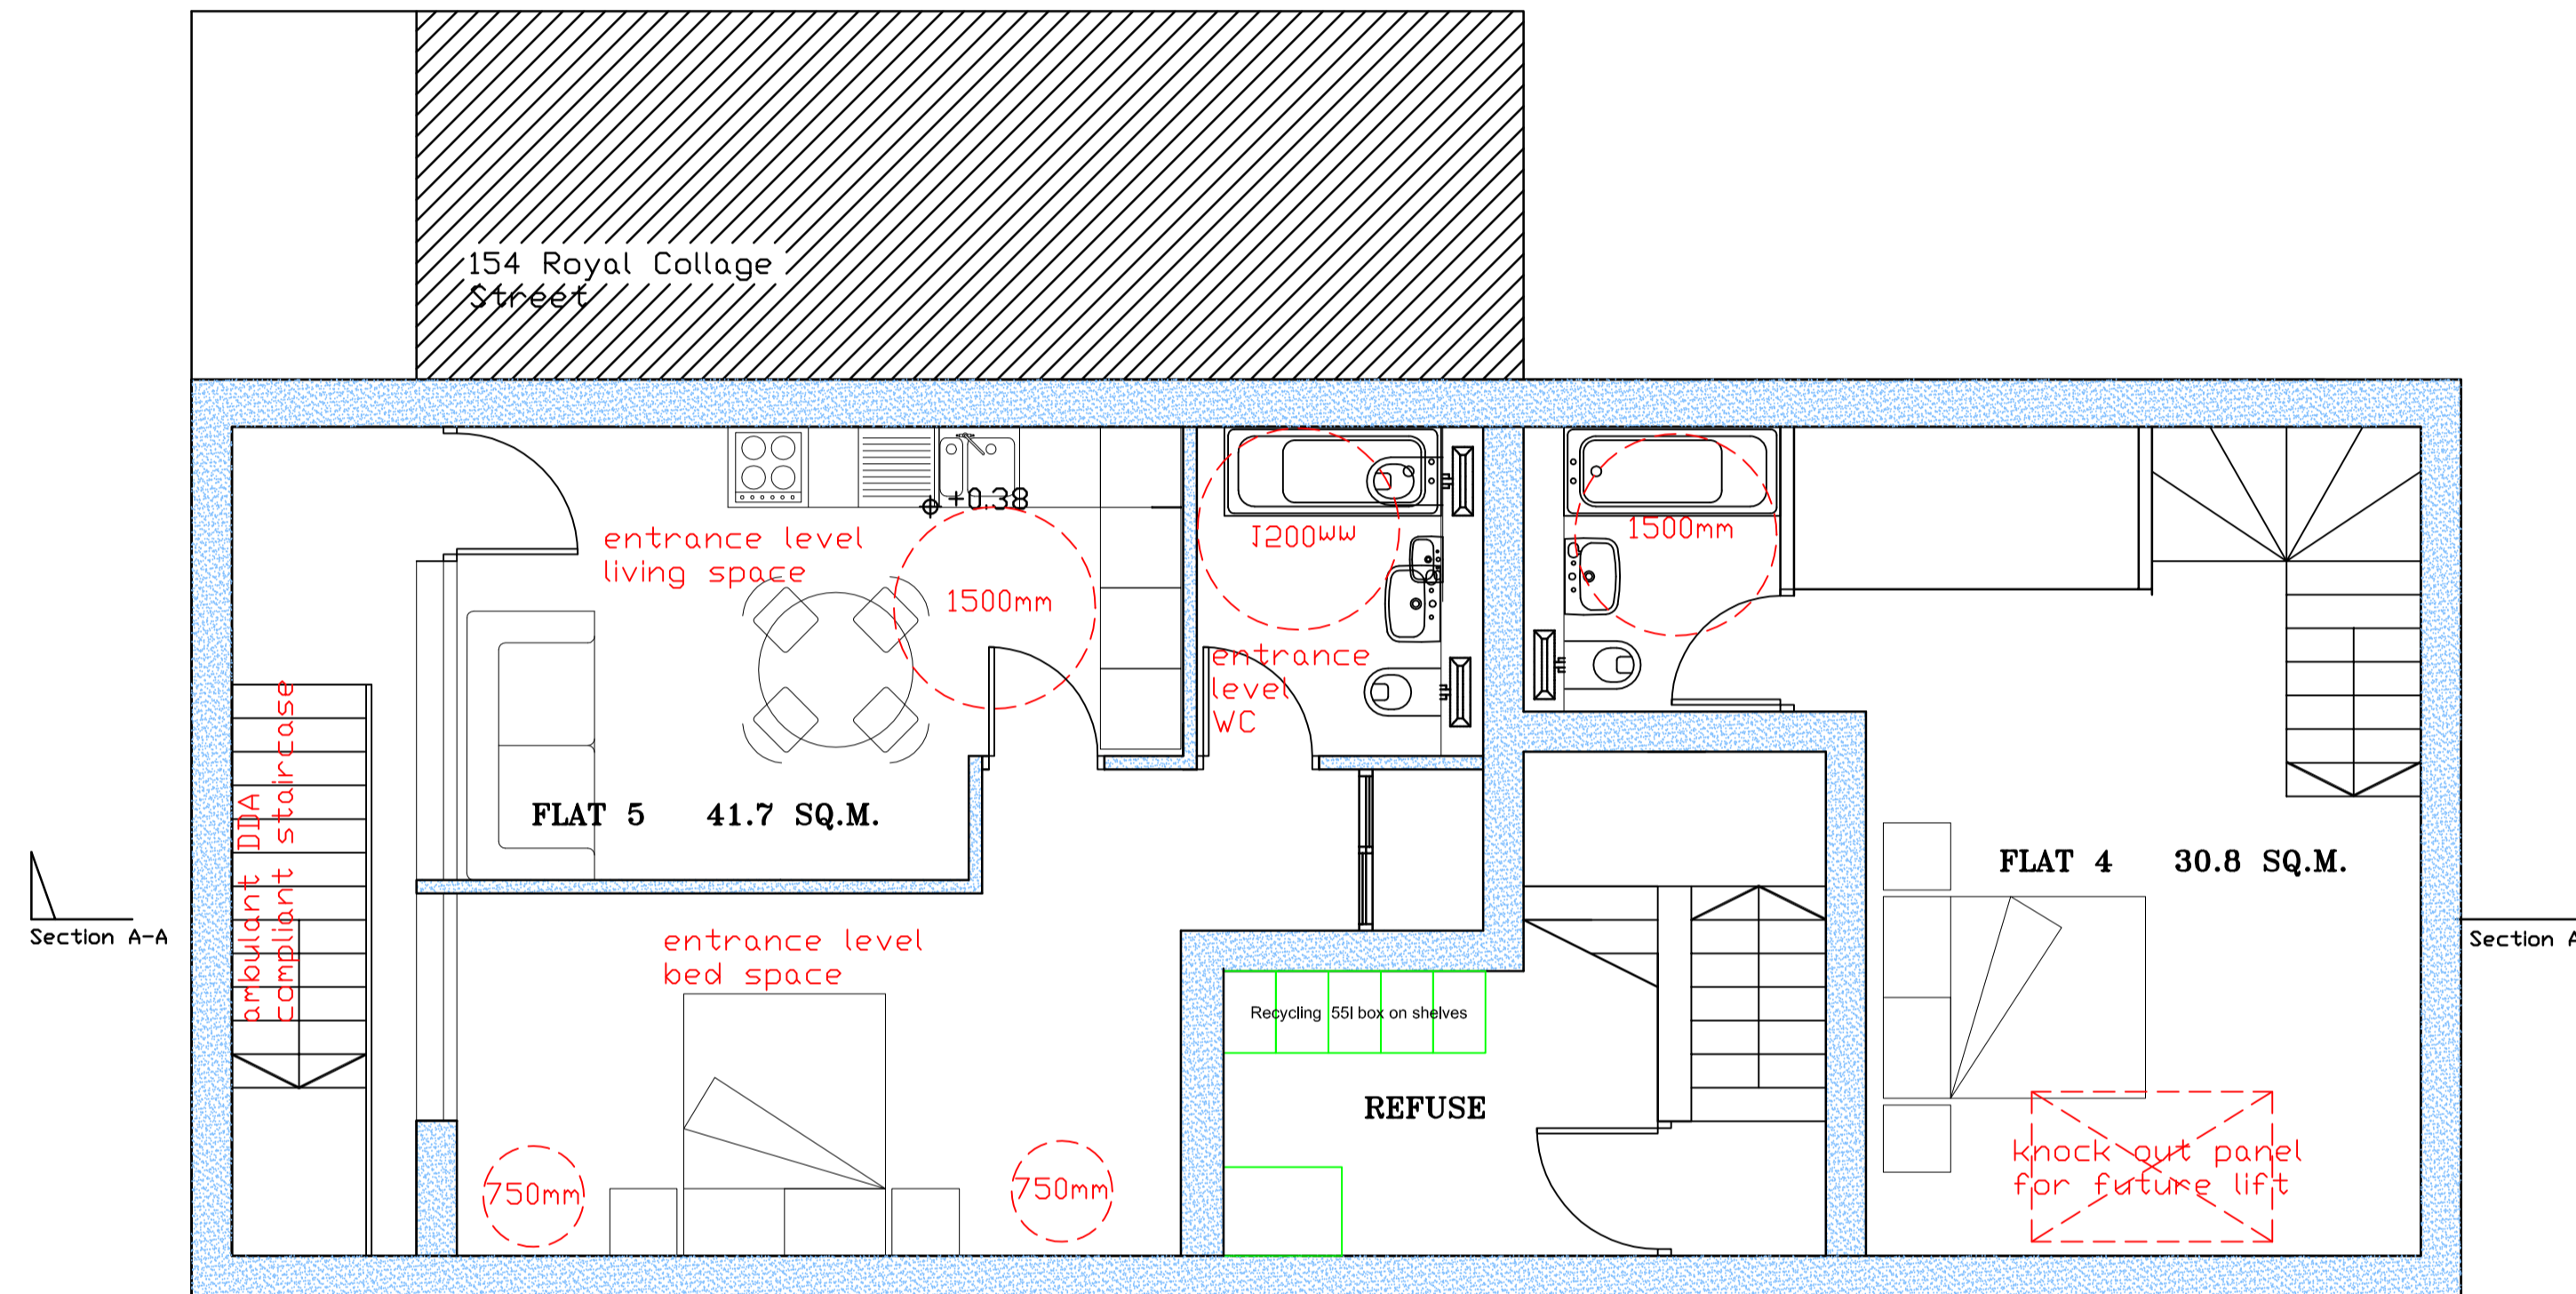 154 Royal Collage
Street
+0.38
entrance level
living space
1500mm
1500mm
1500mm
entrance
level
WC
ambulant DDA
compliant staircase
FLAT 5 41.7 SQ.M.
FLAT 4 30.8 SQ.M.
Section A-A
Section A
entrance level
bed space
Recycling 55l box on shelves
REFUSE
knock out panel
for future lift
750mm
750mm